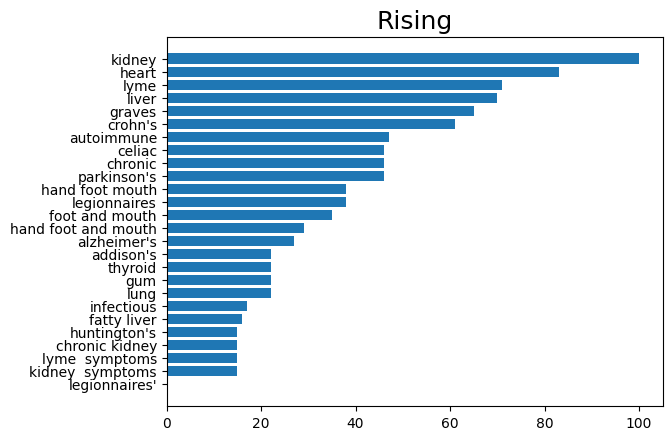 Rising
kidney
heart
lyme
liver
graves
crohn's
autoimmune
celiac
chronic
parkinson's
hand foot mouth
legionnaires
foot and mouth
hand foot and mouth
alzheimer's
addison's
thyroid
gum
lung
infectious
fatty liver
huntington's
chronic kidney
lyme  symptoms
kidney  symptoms
legionnaires'
0 20 40 60 80 100